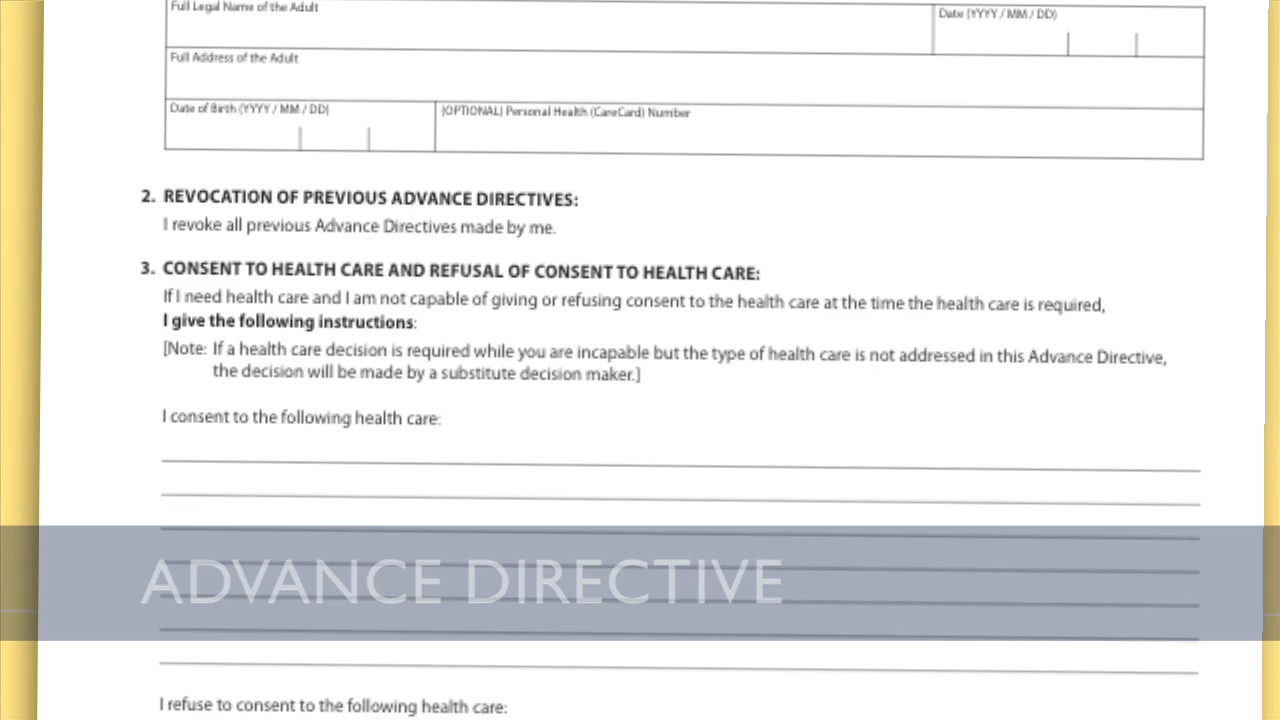 Full Legal Name of the Adult
Date (YYYY / MM / DD)
Full Address of the Adult
Date of Birth (YYYY / MM / DD)
(OPTIONAL) Personal Health (CareCard) Number
2. REVOCATION OF PREVIOUS ADVANCE DIRECTIVES:
I revoke all previous Advance Directives made by me.
3. CONSENT TO HEALTH CARE AND REFUSAL OF CONSENT TO HEALTH CARE:
If I need health care and I am not capable of giving or refusing consent to the health care at the time the health care is required,
I give the following instructions:
[Note: If a health care decision is required while you are incapable but the type of health care is not addressed in this Advance Directive,
the decision will be made by a substitute decision maker.]
I consent to the following health care:
ADVANCE DIRECTIVE
I refuse to consent to the following health care: